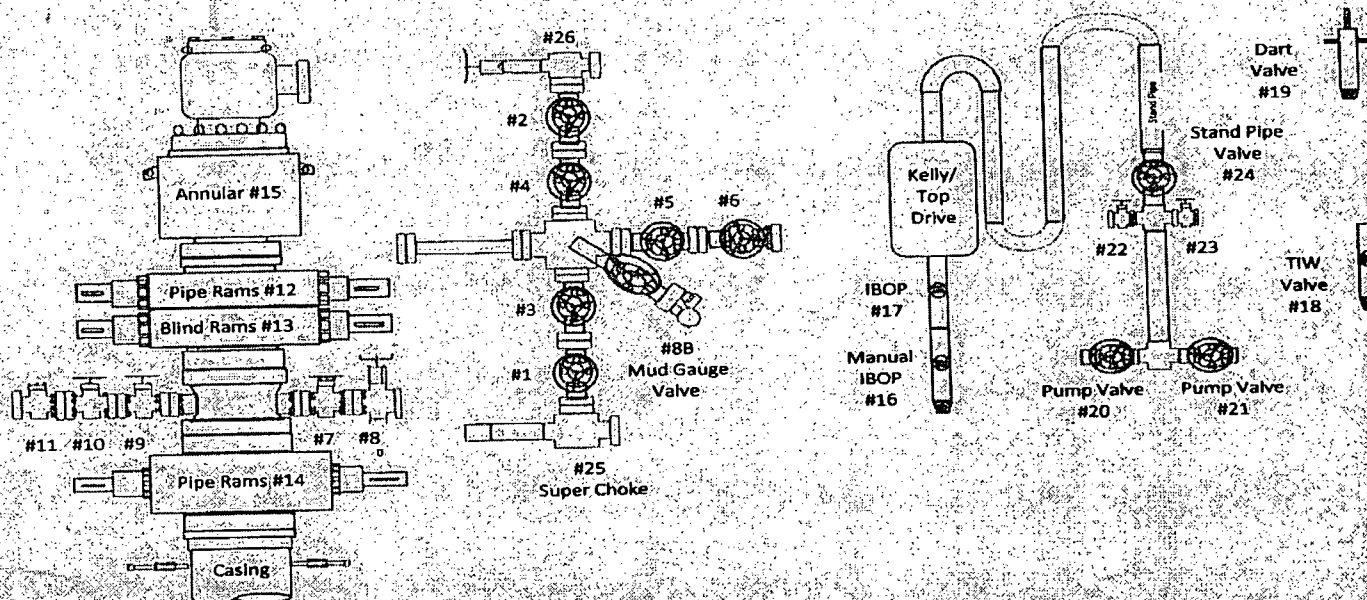 Annular #15
Pipe Rams #12
Blind Rams #13
#11 #10 #9
#7 #8
Pipe Rams #14
Casing
#26
#2
#4
#5 #6
#3
#8B
Mud Gauge
Valve
#1
#25
Super Choke
Kelly/
Top
Drive
IBOP
#17
Manual
IBOP
#16
Stand Pipe
Stand Pipe
Valve
#24
#22 #23
Pump Valve
#20
Pump Valve
#21
Dart
Valve
#19
TIW
Valve
#18